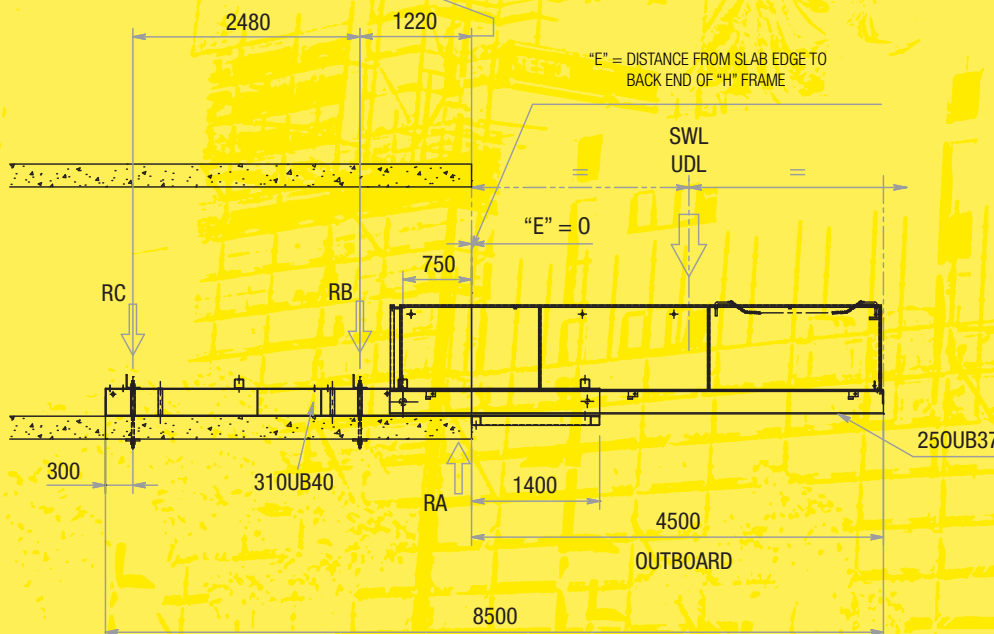 2480
1220
“E” = DISTANCE FROM SLAB EDGE TO
BACK END OF “H” FRAME
SWL
UDL
=
=
“E” = 0
750
RC
RB
250UB37
300
310UB40
RA
1400
4500
OUTBOARD
8500